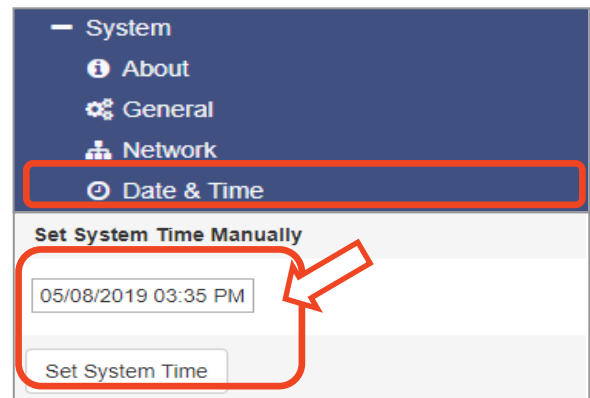 System
About
General
Network
Date & Time
Set System Time Manually
05/08/2019 03:35 PM
Set System Time